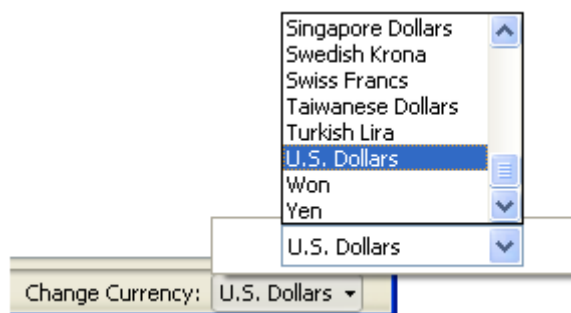 Singapore Dollars
Swedish Krona
Swiss Francs
Taiwanese Dollars
Turkish Lira
U.S. Dollars
Won
Yen
U.S. Dollars
Change Currency: U.S. Dollars